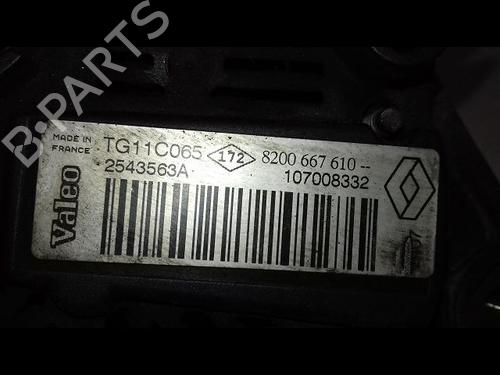 B-PARTS
MADE IN
FRANCE
TG11C065
172
8200 667 610 --
2543563A
107008332
Valeo